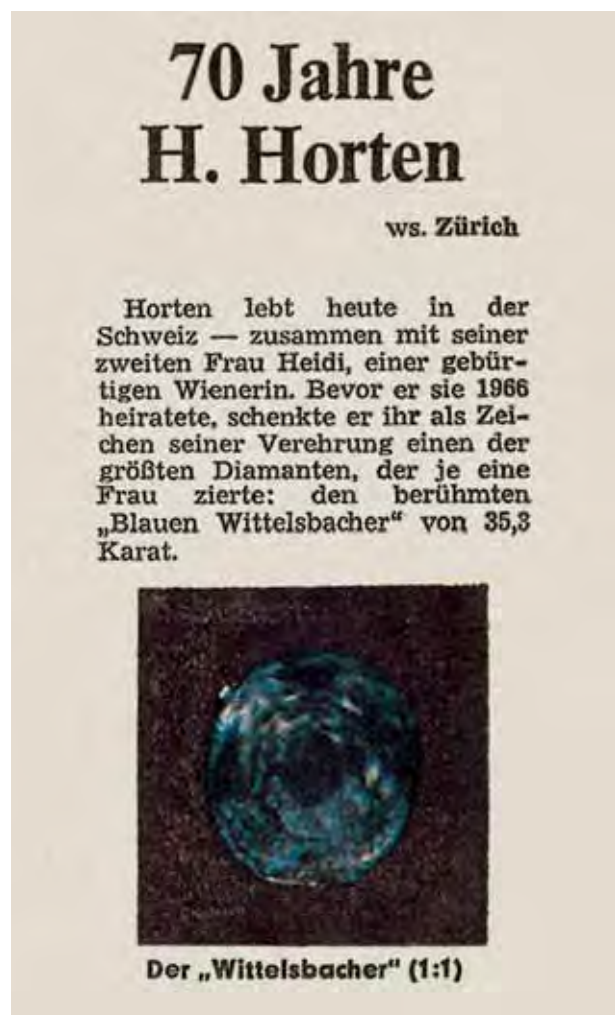 70 Jahre
H. Horten
ws. Zürich
Horten lebt heute in der
Schweiz — zusammen mit seiner
zweiten Frau Heidi, einer gebür-
tigen Wienerin. Bevor er sie 1966
heiratete, schenkte er ihr als Zei-
chen seiner Verehrung einen der
größten Diamanten, der je eine
Frau zierte: den berühmten
„Blauen Wittelsbacher“ von 35,3
Karat.
Der „Wittelsbacher“ (1:1)